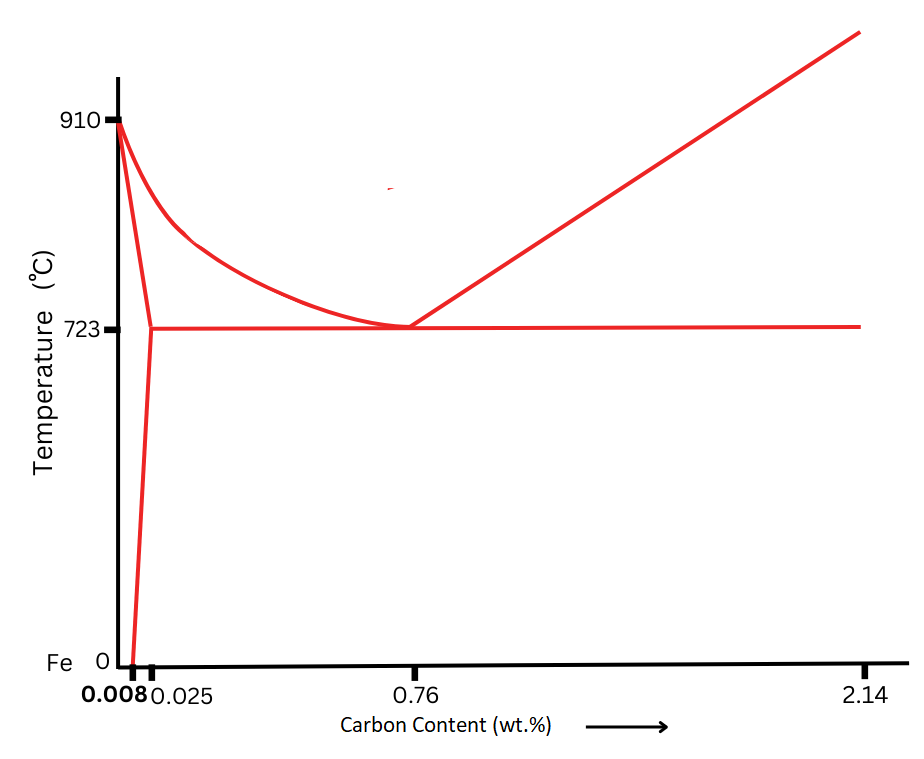 910
723
Temperature (°C)
Fe 0
0.008 0.025 0.76 2.14
Carbon Content (wt.%)